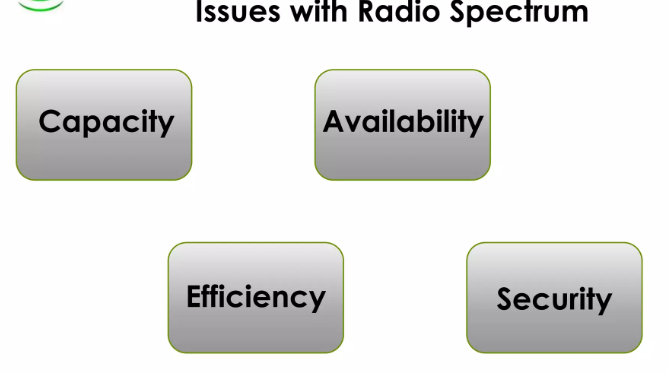 Issues with Radio Spectrum
Capacity
Availability
Efficiency
Security